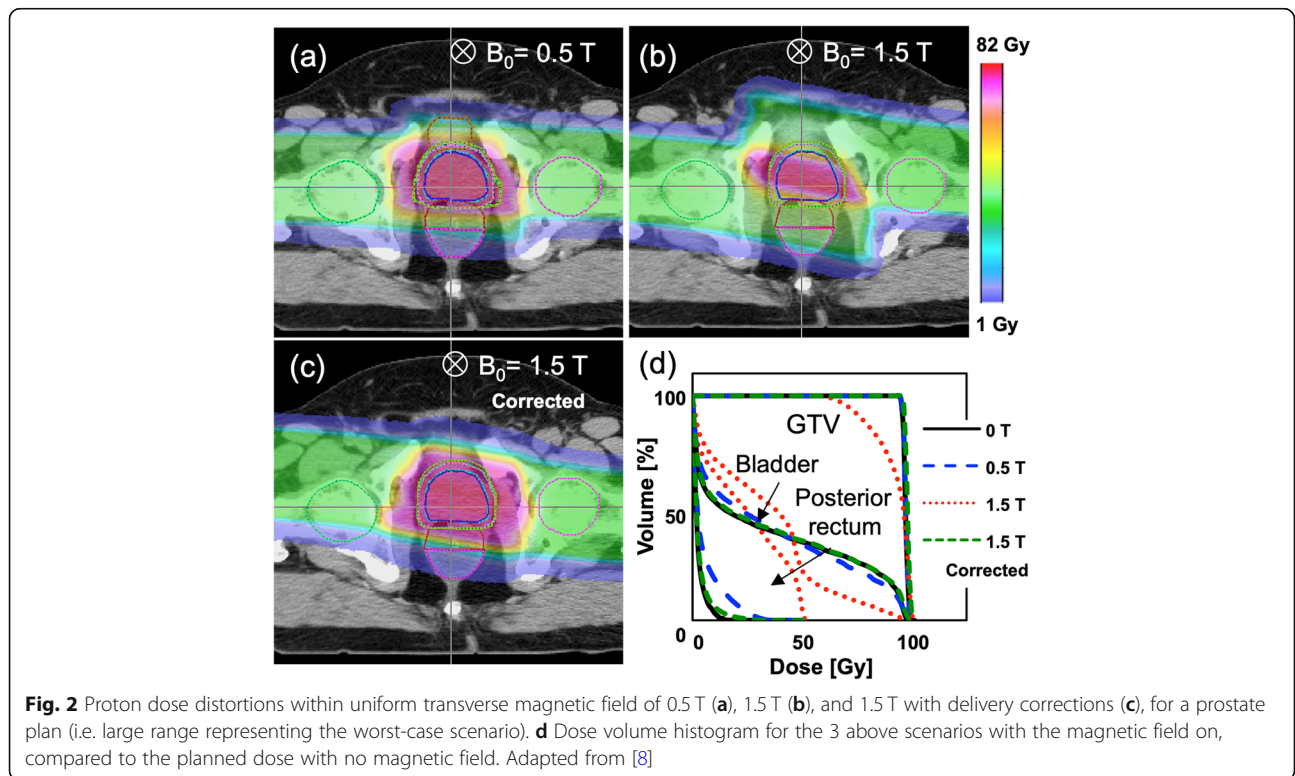 (a)
⊗ B₀= 0.5 T
(b)
⊗ B₀= 1.5 T
82 Gy
1 Gy
(c)
⊗ B₀= 1.5 T
Corrected
(d)
100
50
0
Volume [%]
GTV
Bladder
Posterior
rectum
0 50 100
Dose [Gy]
0 T
0.5 T
1.5 T
1.5 T
Corrected
Fig. 2 Proton dose distortions within uniform transverse magnetic field of 0.5 T (a), 1.5 T (b), and 1.5 T with delivery corrections (c), for a prostate
plan (i.e. large range representing the worst-case scenario). d Dose volume histogram for the 3 above scenarios with the magnetic field on,
compared to the planned dose with no magnetic field. Adapted from [8]